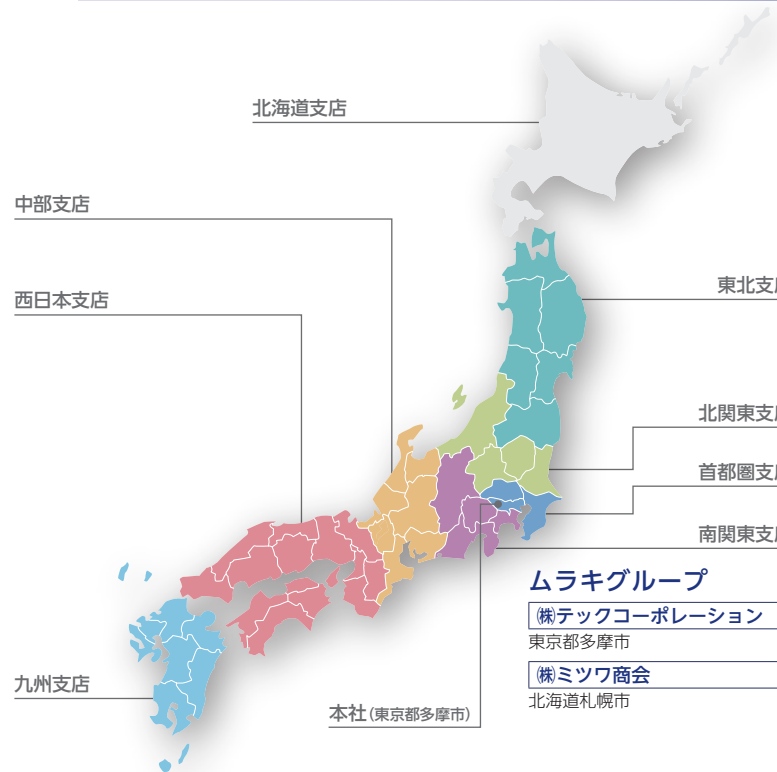 北海道支店
中部支店
西日本支店
東北支店
北関東支店
首都圏支店
南関東支店
ムラキグループ
㈱テックコーポレーション
東京都多摩市
㈱ミツワ商会
北海道札幌市
九州支店
本社(東京都多摩市)